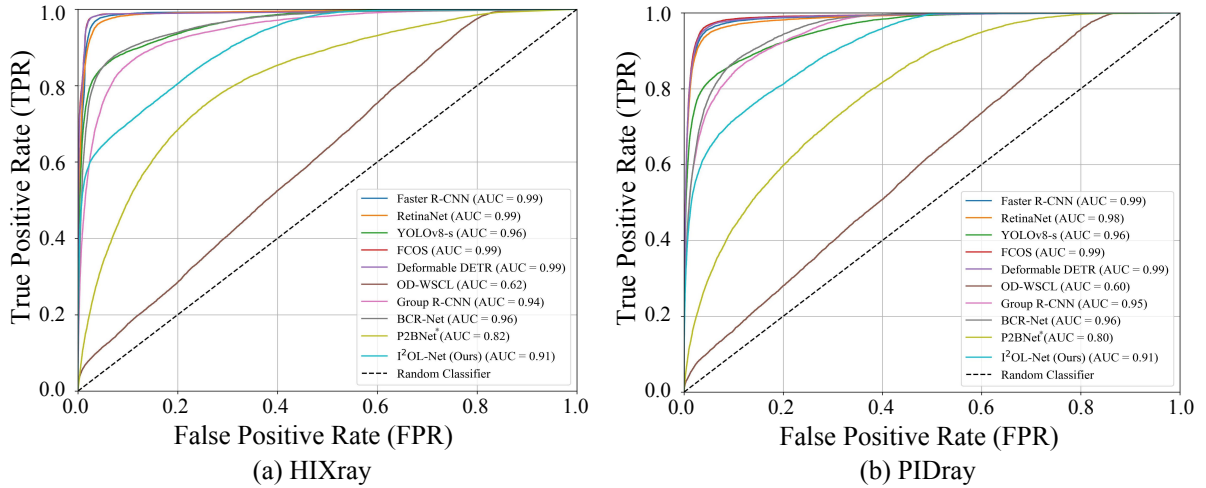 True Positive Rate (TPR)
1.0
0.8
0.6
0.4
0.2
0.0
Faster R-CNN (AUC = 0.99)
RetinaNet (AUC = 0.99)
YOLOv8-s (AUC = 0.96)
FCOS (AUC = 0.99)
Deformable DETR (AUC = 0.99)
OD-WSCL (AUC = 0.62)
Group R-CNN (AUC = 0.94)
BCR-Net (AUC = 0.96)
P2BNet* (AUC = 0.82)
I²OL-Net (Ours) (AUC = 0.91)
Random Classifier
0.0 0.2 0.4 0.6 0.8 1.0
False Positive Rate (FPR)
(a) HIXray
True Positive Rate (TPR)
1.0
0.8
0.6
0.4
0.2
0.0
Faster R-CNN (AUC = 0.99)
RetinaNet (AUC = 0.98)
YOLOv8-s (AUC = 0.96)
FCOS (AUC = 0.99)
Deformable DETR (AUC = 0.99)
OD-WSCL (AUC = 0.60)
Group R-CNN (AUC = 0.95)
BCR-Net (AUC = 0.96)
P2BNet* (AUC = 0.80)
I²OL-Net (Ours) (AUC = 0.91)
Random Classifier
0.0 0.2 0.4 0.6 0.8 1.0
False Positive Rate (FPR)
(b) PIDray